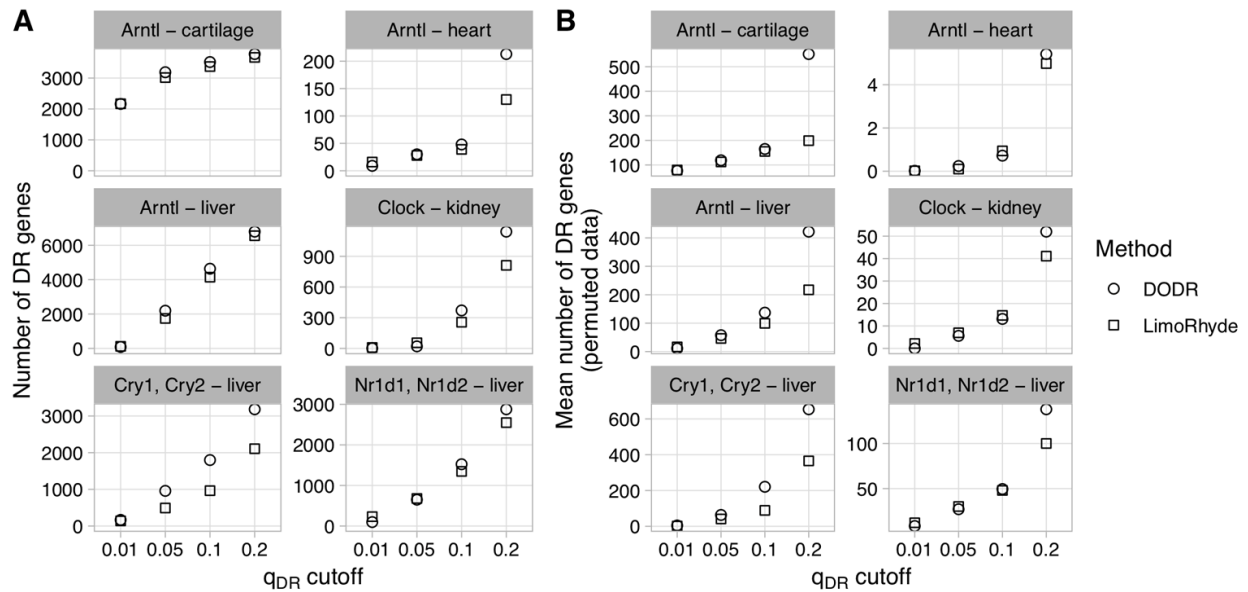 A
Arntl − cartilage
Arntl − heart
3000
2000
1000
0
200
150
100
50
0
Arntl − liver
Clock − kidney
6000
4000
2000
0
900
600
300
0
Cry1, Cry2 − liver
Nr1d1, Nr1d2 − liver
3000
2000
1000
0
3000
2000
1000
0
0.01 0.05 0.1 0.2
0.01 0.05 0.1 0.2
Number of DR genes
qDR cutoff
B
Arntl − cartilage
Arntl − heart
500
400
300
200
100
4
2
0
Arntl − liver
Clock − kidney
400
300
200
100
0
50
40
30
20
10
0
Cry1, Cry2 − liver
Nr1d1, Nr1d2 − liver
600
400
200
0
100
50
0.01 0.05 0.1 0.2
0.01 0.05 0.1 0.2
Mean number of DR genes
(permuted data)
qDR cutoff
Method
DODR
LimoRhyde